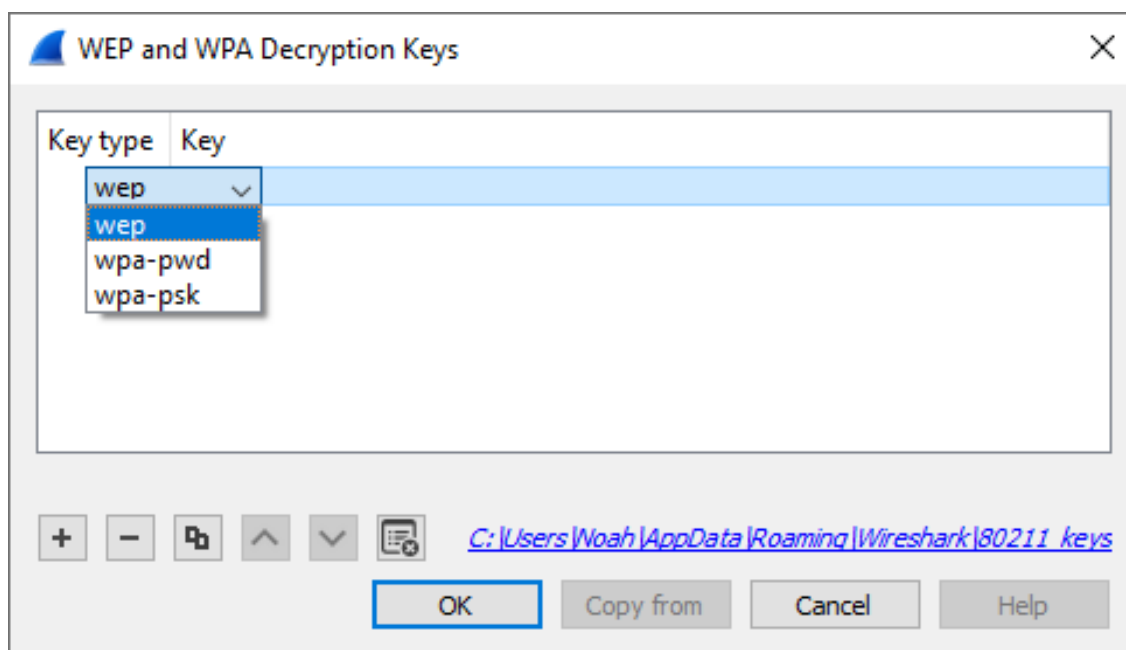 WEP and WPA Decryption Keys
Key type Key
wep
wep
wpa-pwd
wpa-psk
C:\Users\Noah\AppData\Roaming\Wireshark\80211_keys
OK Copy from Cancel Help